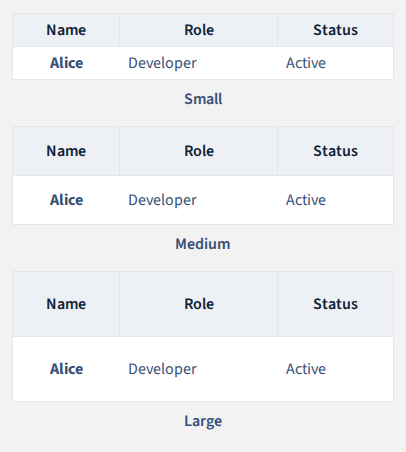 Name Role Status
Alice Developer Active
Small
Name Role Status
Alice Developer Active
Medium
Name Role Status
Alice Developer Active
Large